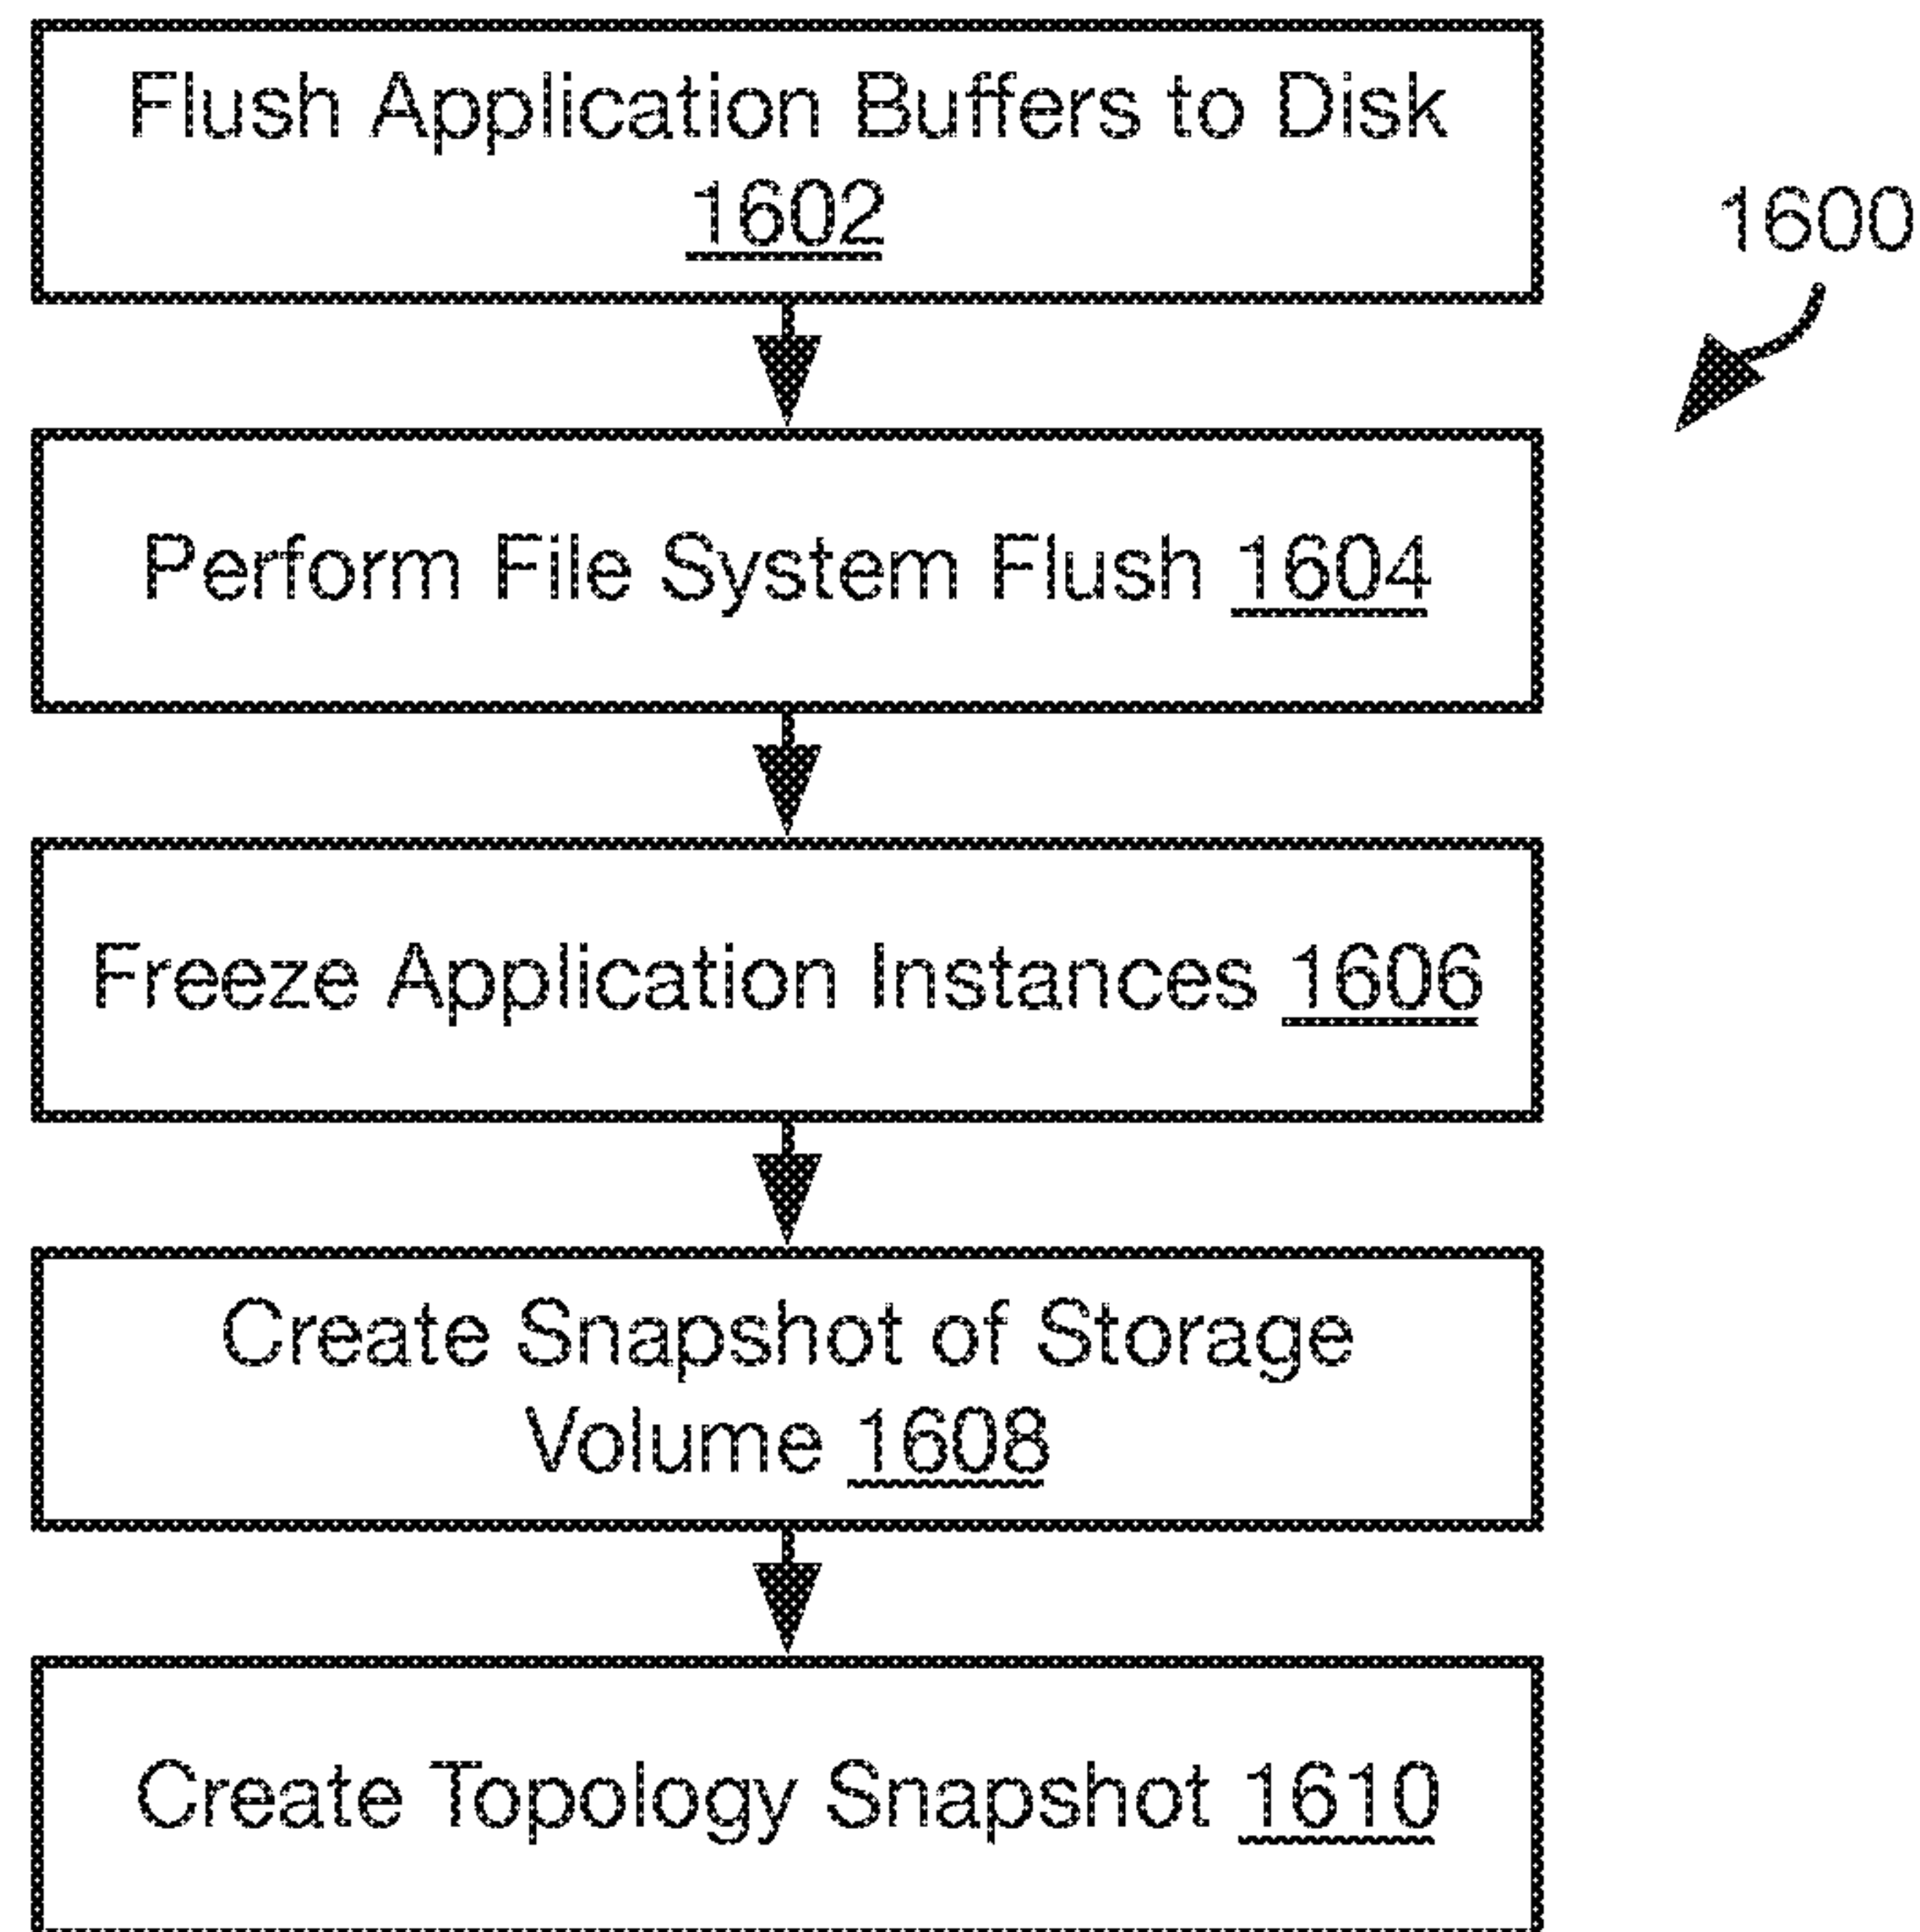 Flush Application Buffers to Disk
1602
1600
Perform File System Flush 1604
Freeze Application Instances 1606
Create Snapshot of Storage
Volume 1608
Create Topology Snapshot 1610